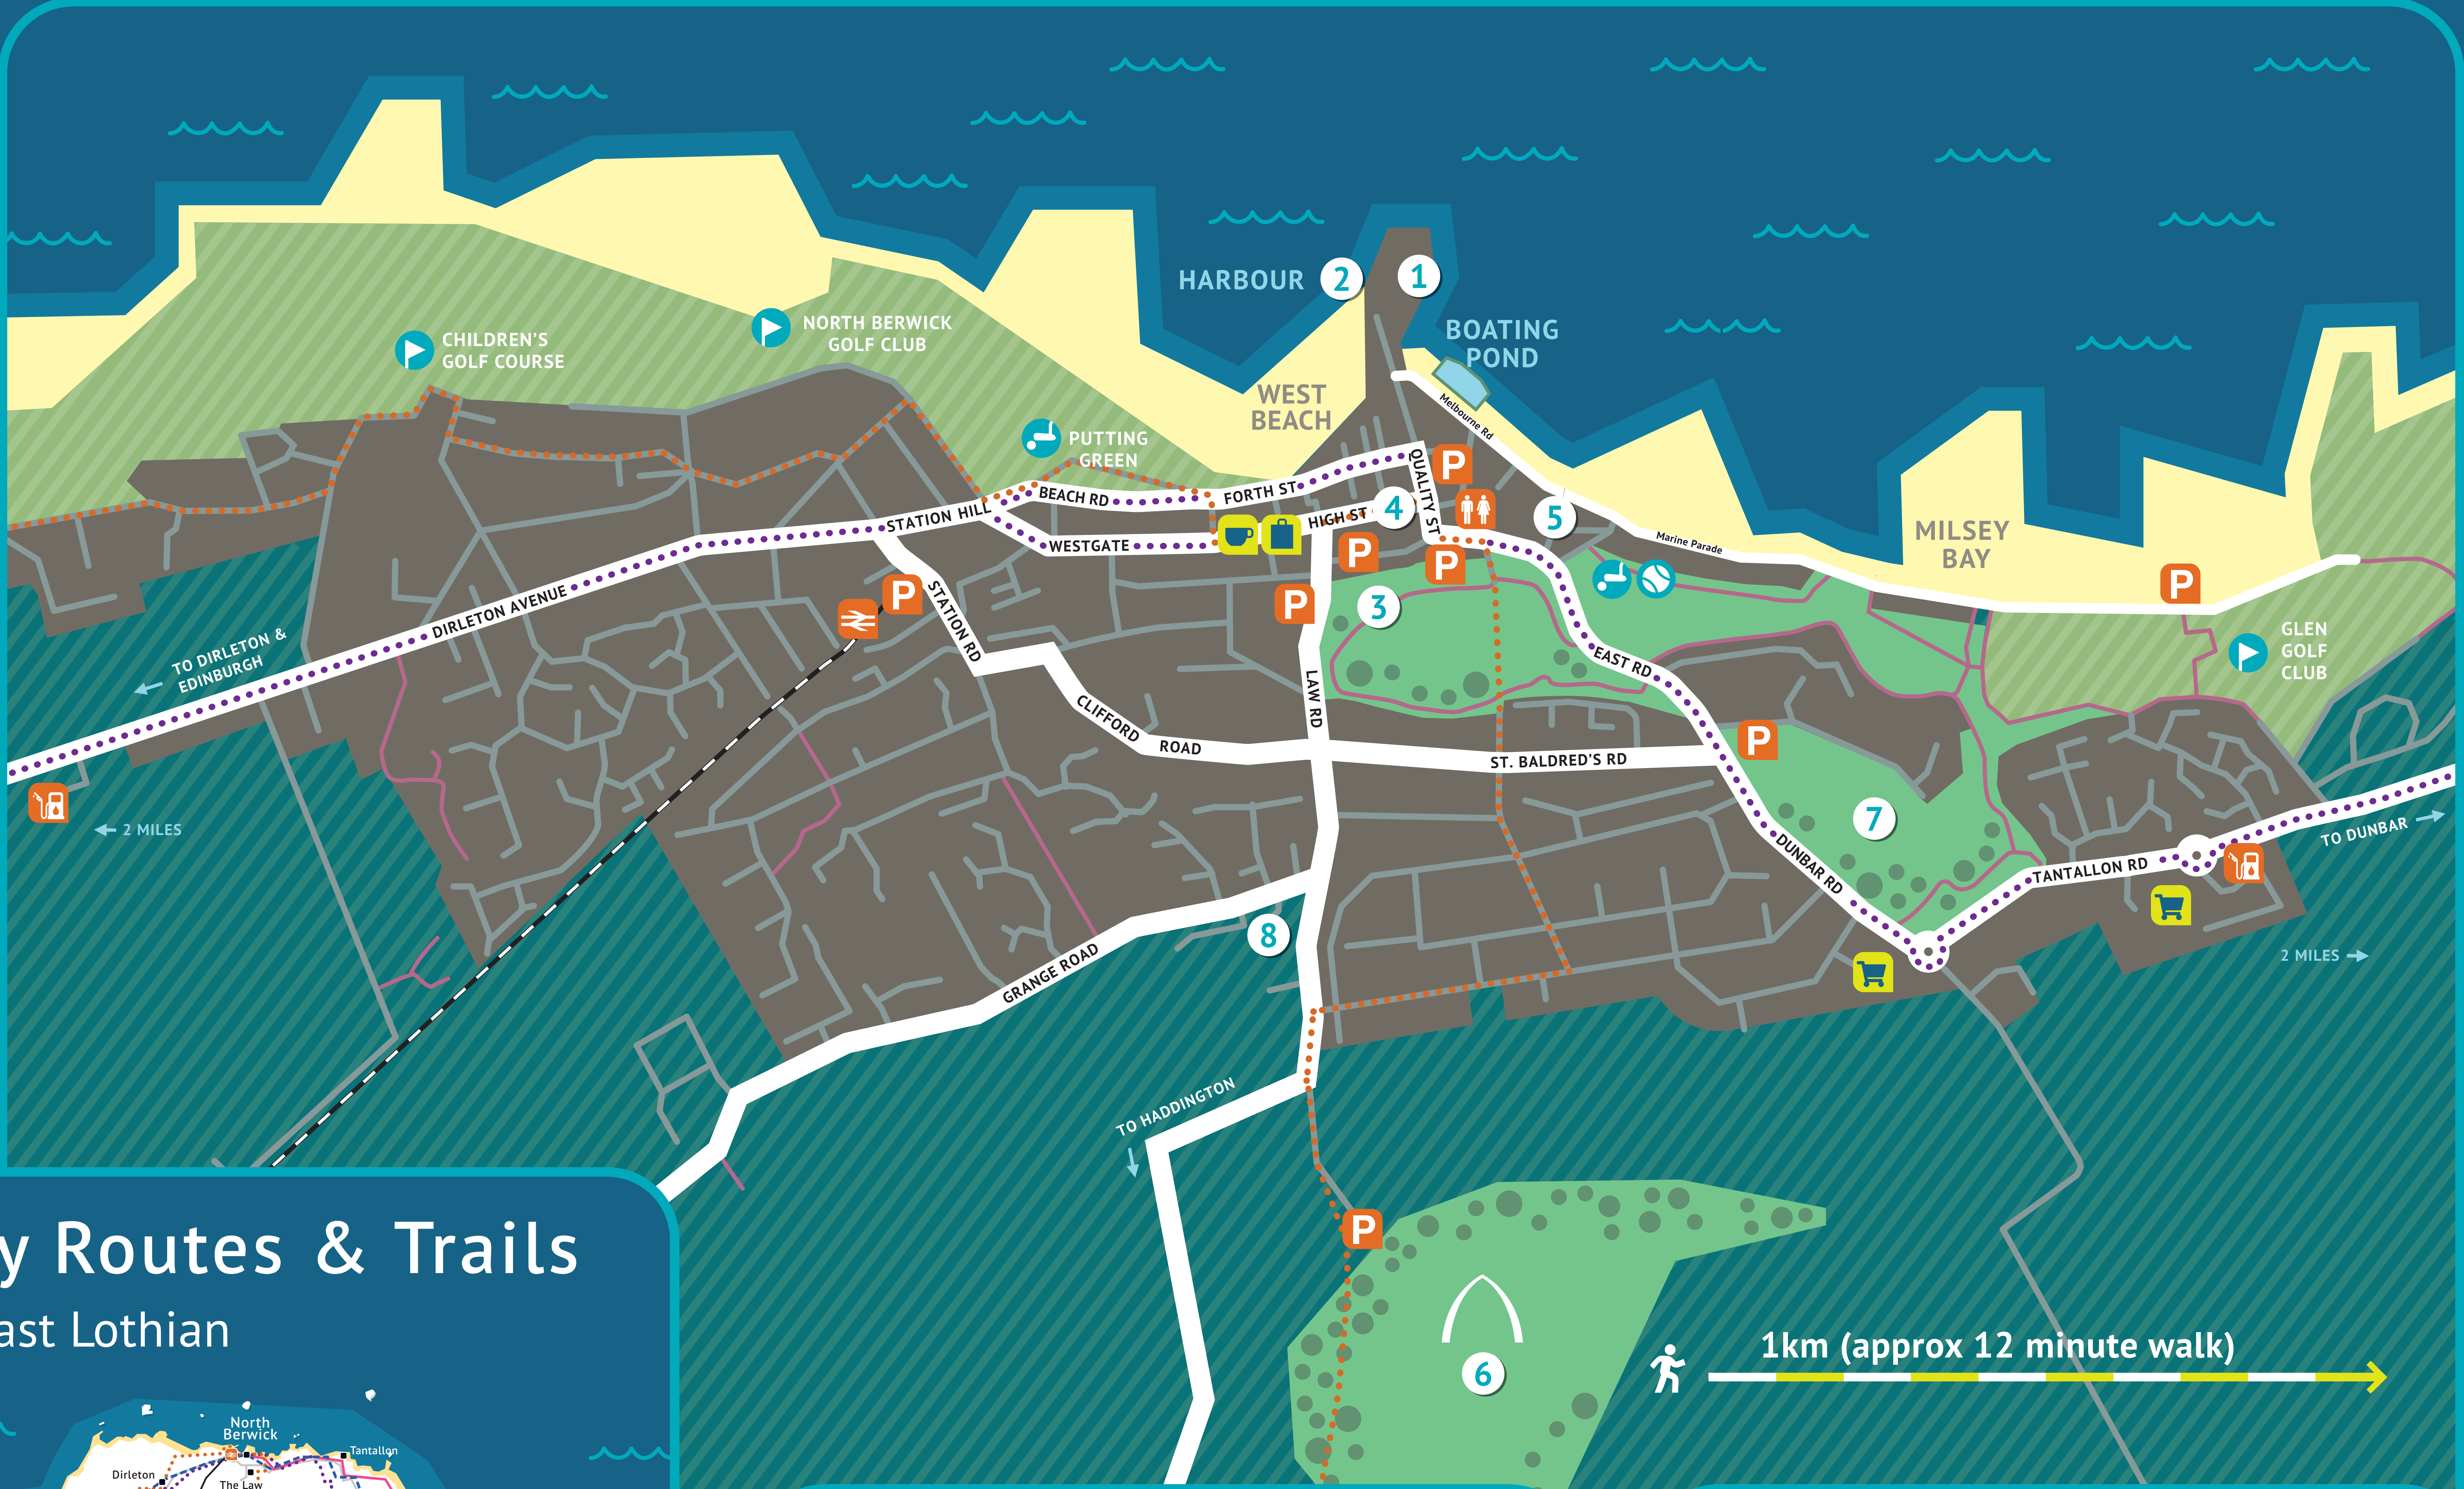 HARBOUR
2
1
BOATING
POND
CHILDREN'S
GOLF COURSE
NORTH BERWICK
GOLF CLUB
WEST
BEACH
Melbourne Rd
PUTTING
GREEN
P
QUALITY ST
BEACH RD
FORTH ST
STATION HILL
HIGH ST
4
5
WESTGATE
Marine Parade
MILSEY
BAY
P
P
P
P
P
P
3
DIRLETON AVENUE
STATION RD
TO DIRLETON &
EDINBURGH
EAST RD
GLEN
GOLF
CLUB
LAW RD
CLIFFORD
ROAD
ST. BALDRED'S RD
P
2 MILES
7
TO DUNBAR
DUNBAR RD
TANTALLON RD
8
GRANGE ROAD
2 MILES
TO HADDINGTON
P
y Routes & Trails
ast Lothian
1km (approx 12 minute walk)
6
North
Berwick
Tantallon
Dirleton
The Law